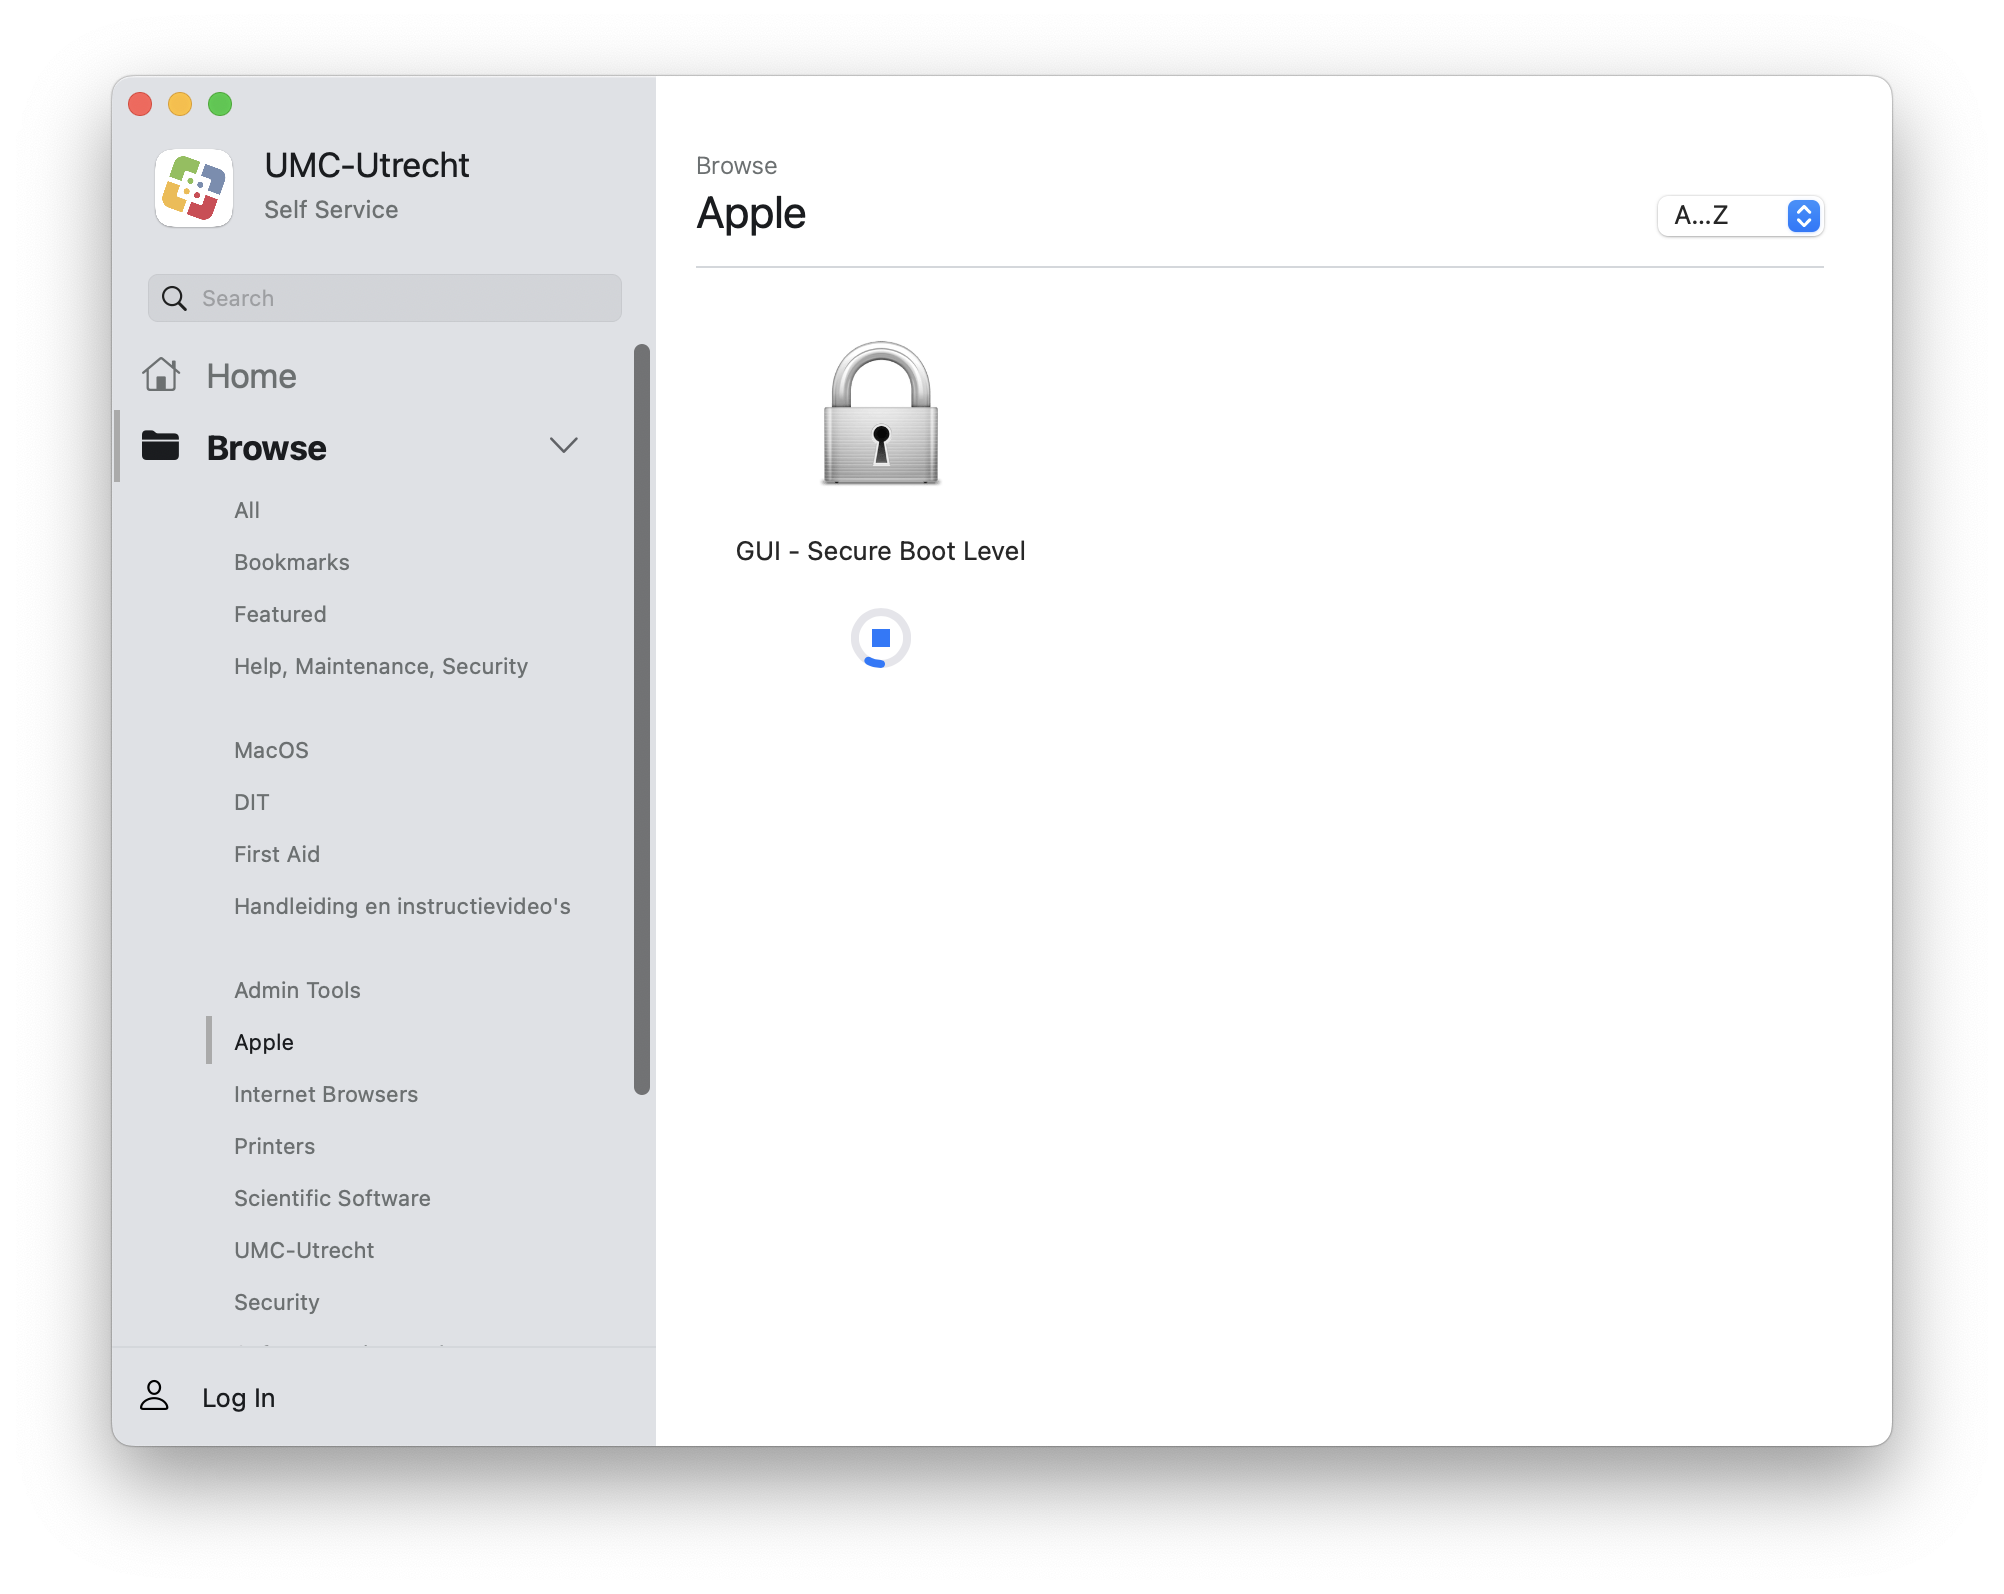 UMC-Utrecht
Self Service
Search
Home
Browse
All
Bookmarks
Featured
Help, Maintenance, Security
MacOS
DIT
First Aid
Handleiding en instructievideo's
Admin Tools
Apple
Internet Browsers
Printers
Scientific Software
UMC-Utrecht
Security
Log In
Browse
Apple
A...Z
GUI - Secure Boot Level